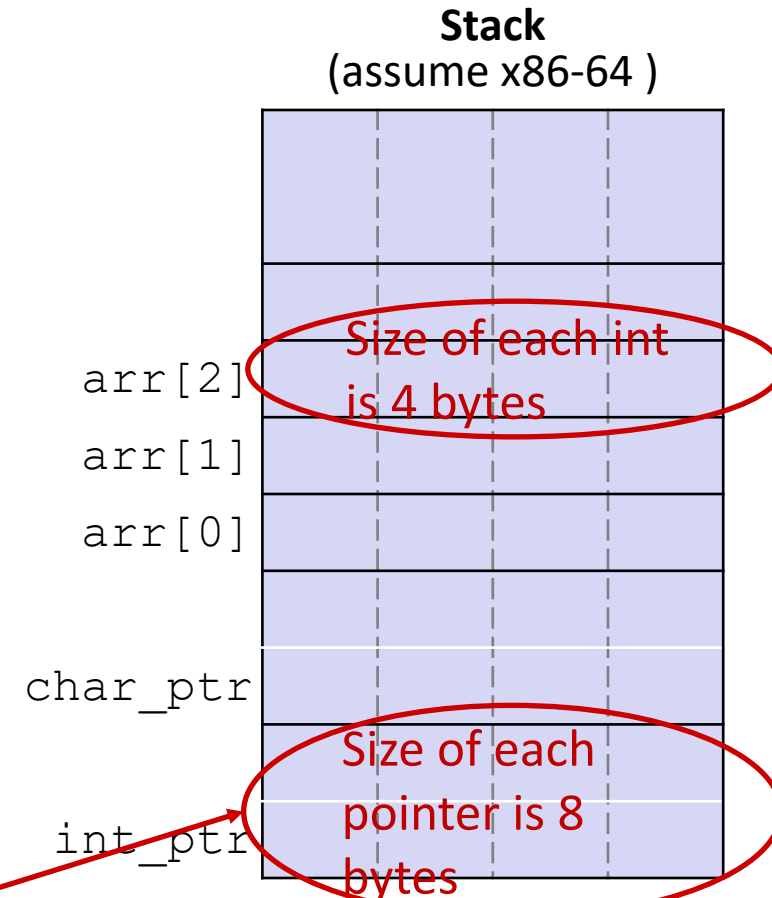 Stack
(assume x86-64 )
Size of each int
is 4 bytes
arr[2]
arr[1]
arr[0]
char_ptr
Size of each
pointer is 8
bytes
int_ptr